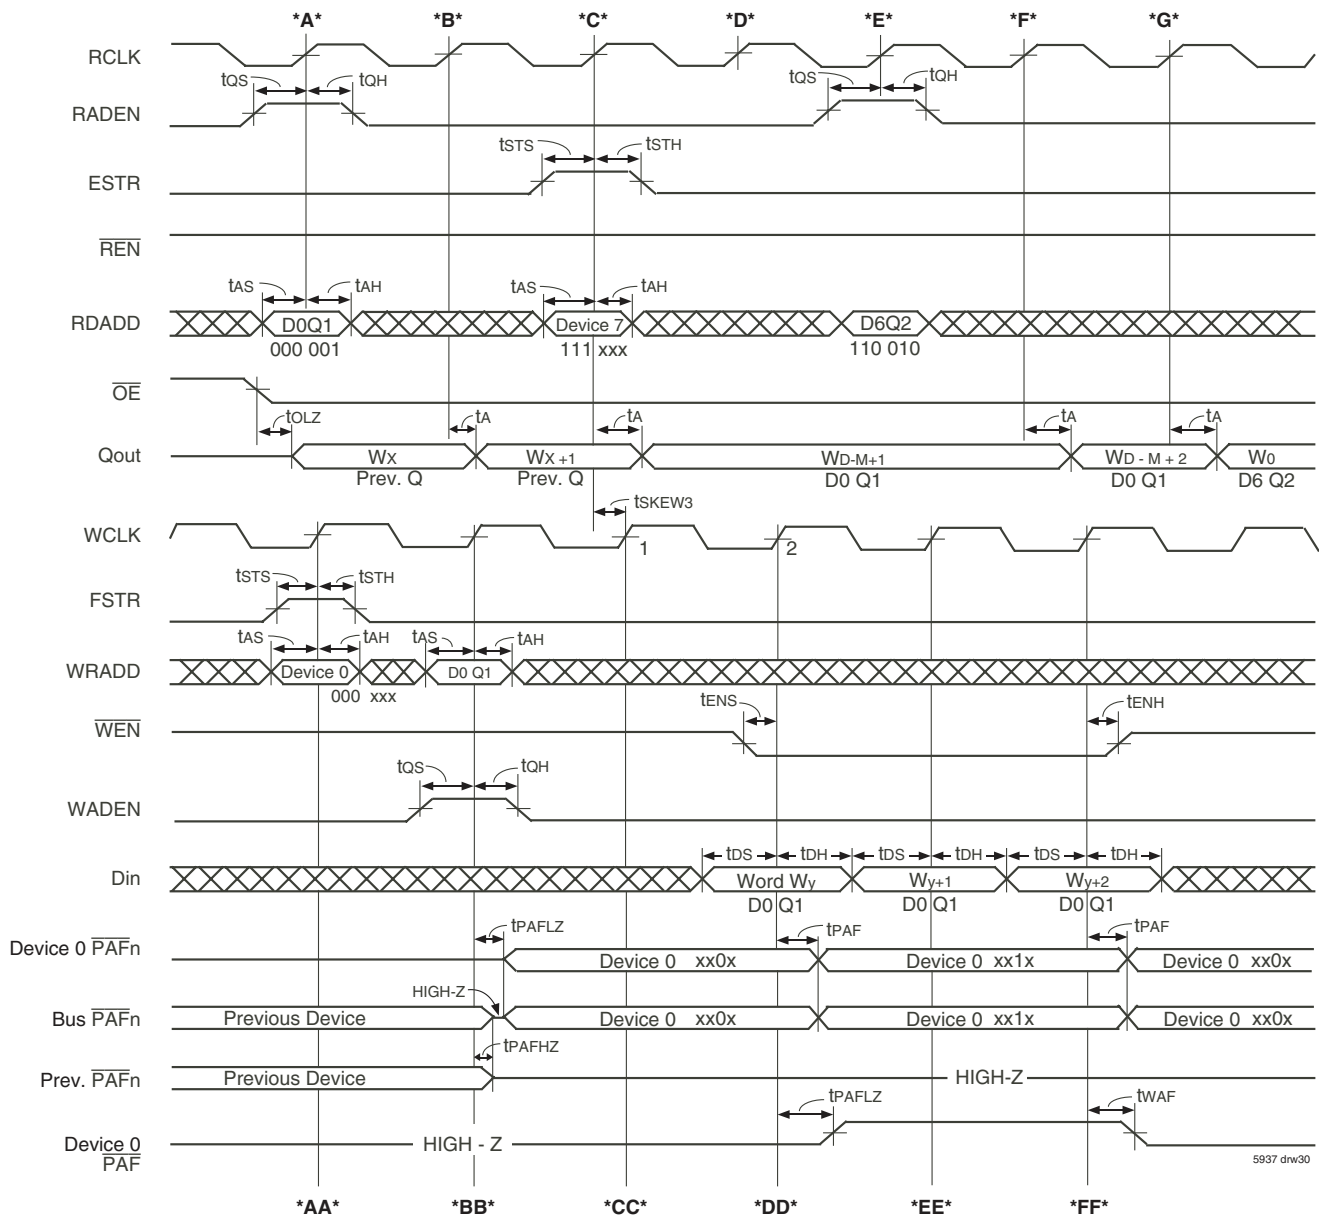 *A* *B* *C* *D* *E* *F* *G*
RCLK
tQS tQH tQS tQH
RADEN
tSTS tSTH
ESTR
REN
tAS tAH tAS tAH
RDADD D0Q1 Device 7 D6Q2
000 001 111 xxx 110 010
OE
tOLZ tA tA tA tA
Qout WX WX +1 WD-M+1 WD - M + 2 W0
Prev. Q Prev. Q D0 Q1 D0 Q1 D6 Q2
tSKEW3
WCLK 1 2
tSTS tSTH
FSTR
tAS tAH tAS tAH
WRADD Device 0 D0 Q1
000 xxx
tENS tENH
WEN
tQS tQH
WADEN
tDS tDH tDS tDH tDS tDH
Din Word Wy Wy+1 Wy+2
D0 Q1 D0 Q1 D0 Q1
tPAFLZ tPAF tPAF
Device 0 PAFn Device 0 xx0x Device 0 xx1x Device 0 xx0x
HIGH-Z
Bus PAFn Previous Device Device 0 xx0x Device 0 xx1x Device 0 xx0x
tPAFHZ
Prev. PAFn Previous Device HIGH-Z
tPAFLZ tWAF
Device 0 HIGH - Z
PAF
5937 drw30
*AA* *BB* *CC* *DD* *EE* *FF*